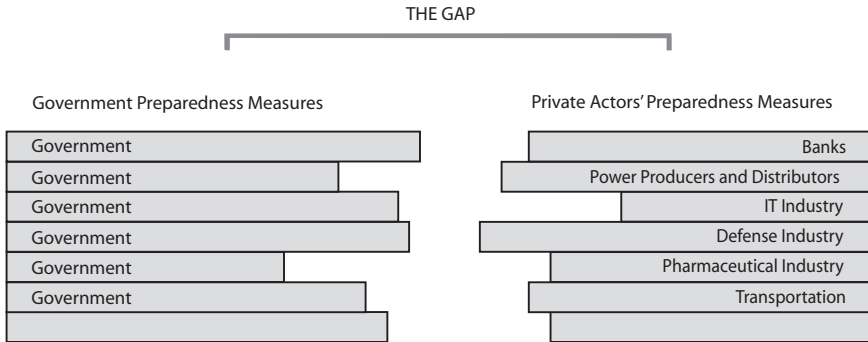 THE GAP
Government Preparedness Measures
Private Actors' Preparedness Measures
Government
Banks
Government
Power Producers and Distributors
Government
IT Industry
Government
Defense Industry
Government
Pharmaceutical Industry
Government
Transportation